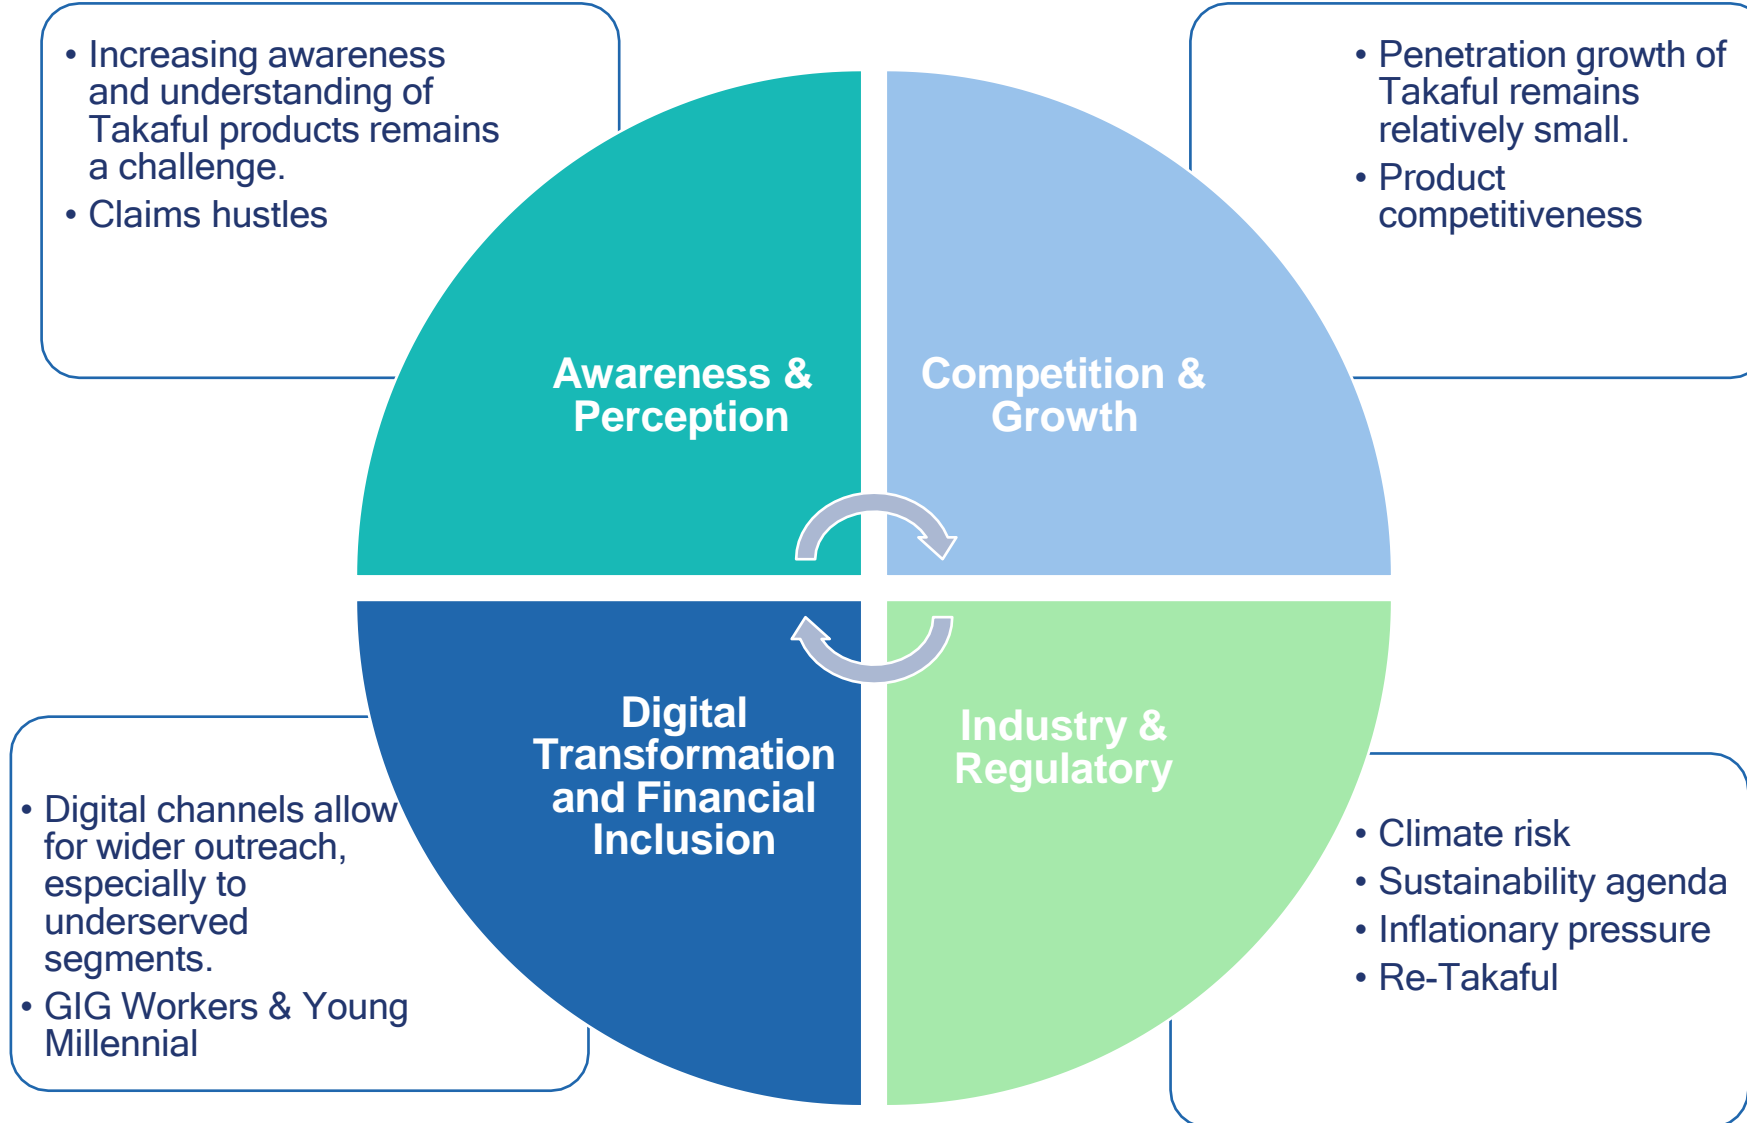 • Increasing awareness
and understanding of
Takaful products remains
a challenge.
• Claims hustles
• Penetration growth of
Takaful remains
relatively small.
• Product
competitiveness
Awareness &
Perception
Competition &
Growth
Digital
Transformation
and Financial
Inclusion
Industry &
Regulatory
• Digital channels allow
for wider outreach,
especially to
underserved
segments.
• GIG Workers & Young
Millennial
• Climate risk
• Sustainability agenda
• Inflationary pressure
• Re-Takaful